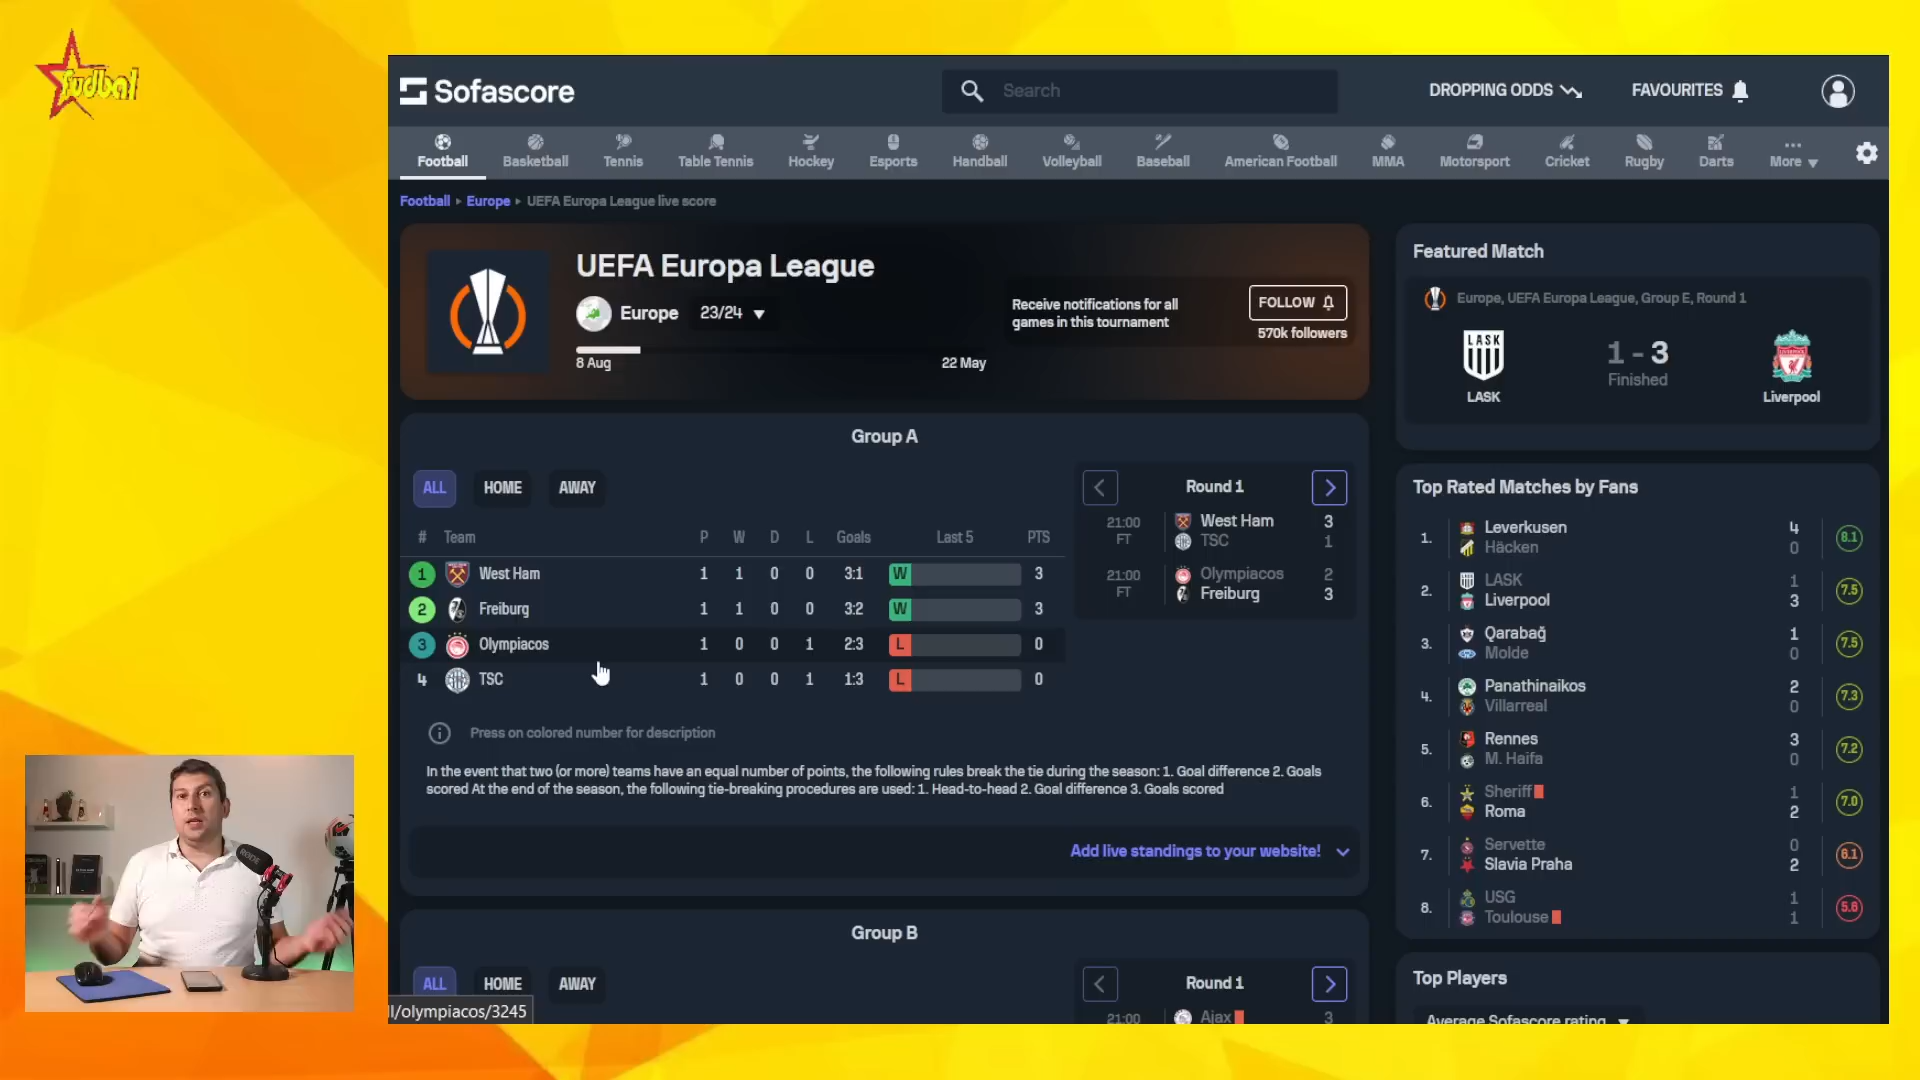 fudbal
Sofascore
Search
DROPPING ODDS
FAVOURITES
Football
Basketball
Tennis
Table Tennis
Hockey
Esports
Handball
Volleyball
Baseball
American Football
MMA
Motorsport
Cricket
Rugby
Darts
More
Football Europe UEFA Europa League live score
UEFA Europa League
Europe 23/24
8 Aug 22 May
Receive notifications for all
games in this tournament
FOLLOW
570k followers
Group A
ALL HOME AWAY
# Team P W D L Goals Last 5 PTS
1 West Ham 1 1 0 0 3:1 W 3
2 Freiburg 1 1 0 0 3:2 W 3
3 Olympiacos 1 0 0 1 2:3 L 0
4 TSC 1 0 0 1 1:3 L 0
Round 1
21:00 West Ham 3
FT TSC 1
21:00 Olympiacos 2
FT Freiburg 3
Press on colored number for description
In the event that two (or more) teams have an equal number of points, the following rules break the tie during the season: 1. Goal difference 2. Goals
scored At the end of the season, the following tie-breaking procedures are used: 1. Head-to-head 2. Goal difference 3. Goals scored
Add live standings to your website!
Group B
ALL HOME AWAY
Round 1
21:00 Ajax 3
l/olympiacos/3245
Featured Match
Europe, UEFA Europa League, Group E, Round 1
LASK
1 - 3
Finished
LASK
Liverpool
Top Rated Matches by Fans
1. Leverkusen 4
Häcken 0
8.1
2. LASK 1
Liverpool 3
7.5
3. Qarabağ 1
Molde 0
7.5
4. Panathinaikos 2
Villarreal 0
7.3
5. Rennes 3
M. Haifa 0
7.2
6. Sheriff 1
Roma 2
7.0
7. Servette 0
Slavia Praha 2
6.1
8. USG 1
Toulouse 1
5.6
Top Players
Average Sofascore rating
RODE